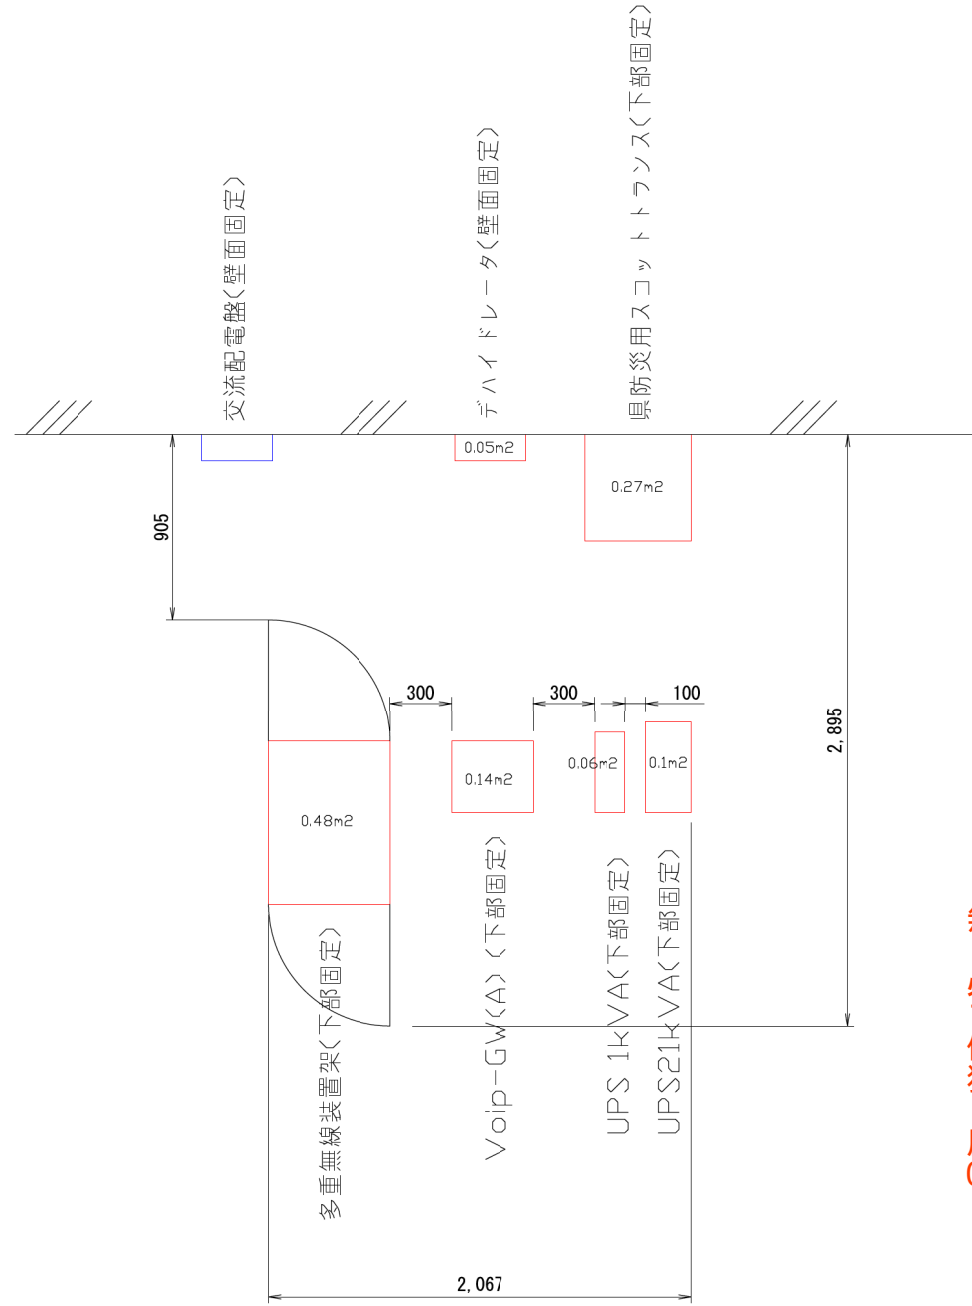 交流配電盤(壁面固定)
デハイドレータ(壁面固定)
県防災用スコットトランス(下部固定)
0.05m2
0.27m2
905
300
300
100
2,895
0.48m2
0.14m2
0.06m2
0.1m2
多重無線装置架(下部固定)
Voip-GW(A)(下部固定)
UPS 1kVA(下部固定)
UPS21kVA(下部固定)
2,067